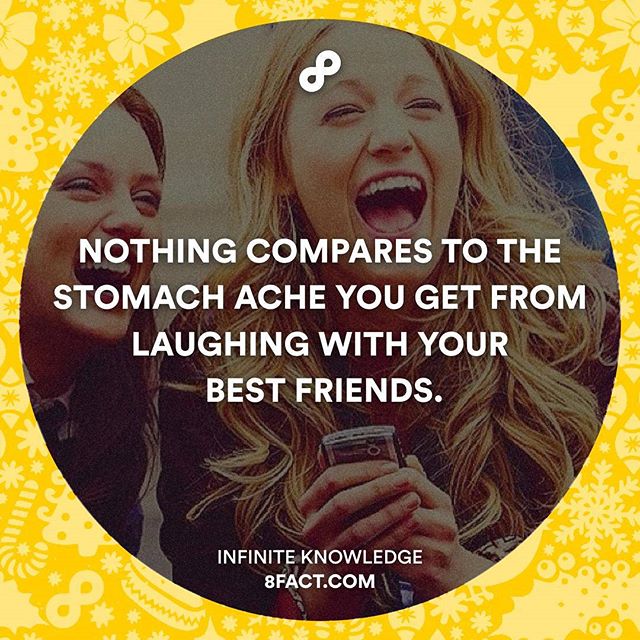 NOTHING COMPARES TO THE
STOMACH ACHE YOU GET FROM
LAUGHING WITH YOUR
BEST FRIENDS.
INFINITE KNOWLEDGE
8FACT.COM